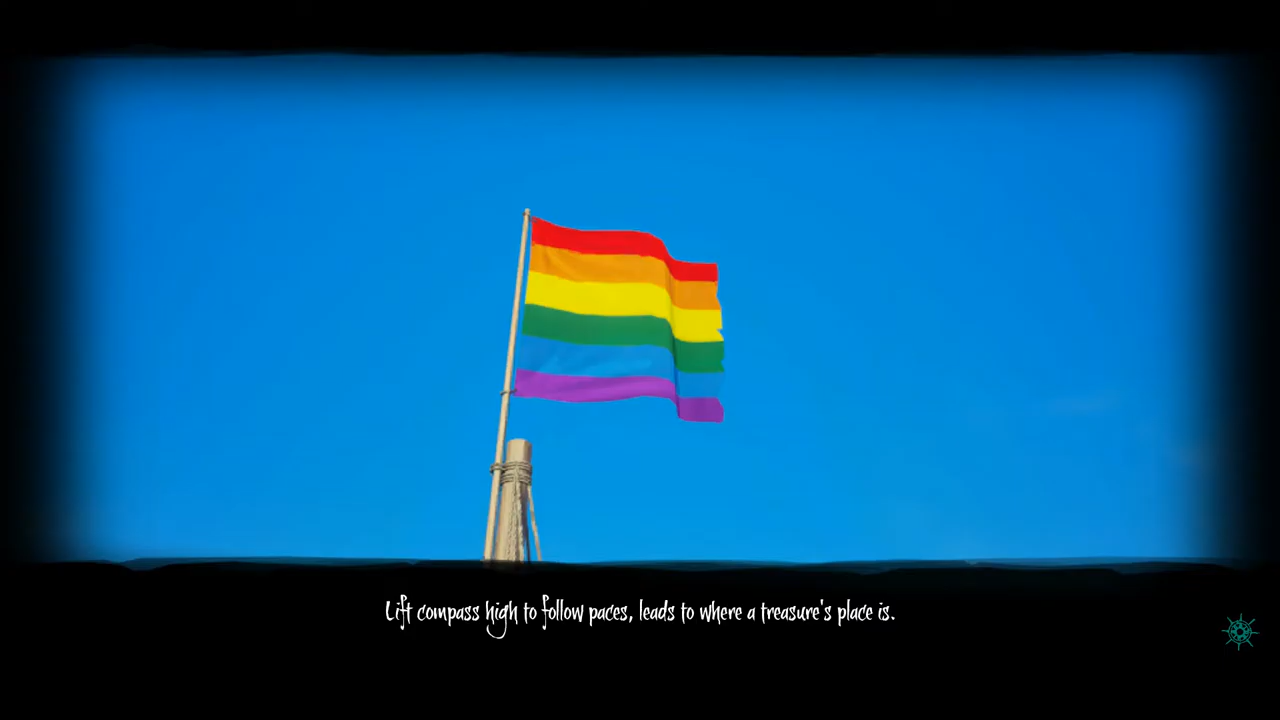 Lift compass high to follow paces, leads to where a treasure's place is.